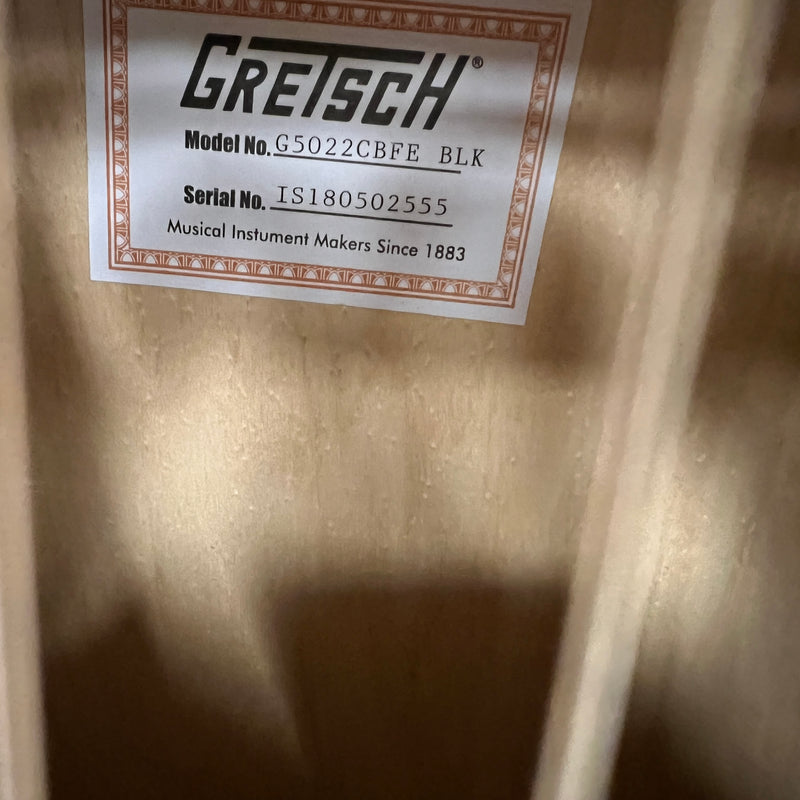 GRETSCH®
Model No. G5022CBFE BLK
Serial No. IS180502555
Musical Instument Makers Since 1883